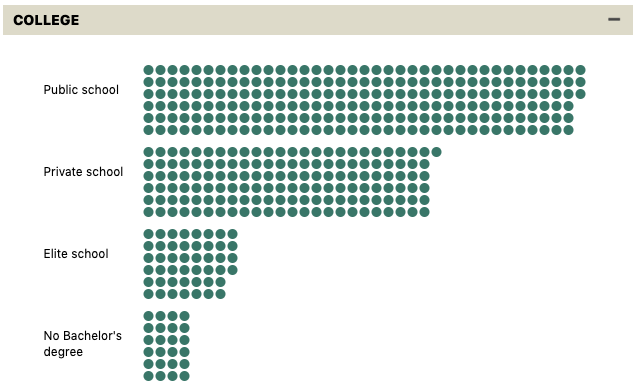 COLLEGE
Public school
Private school
Elite school
No Bachelor's
degree